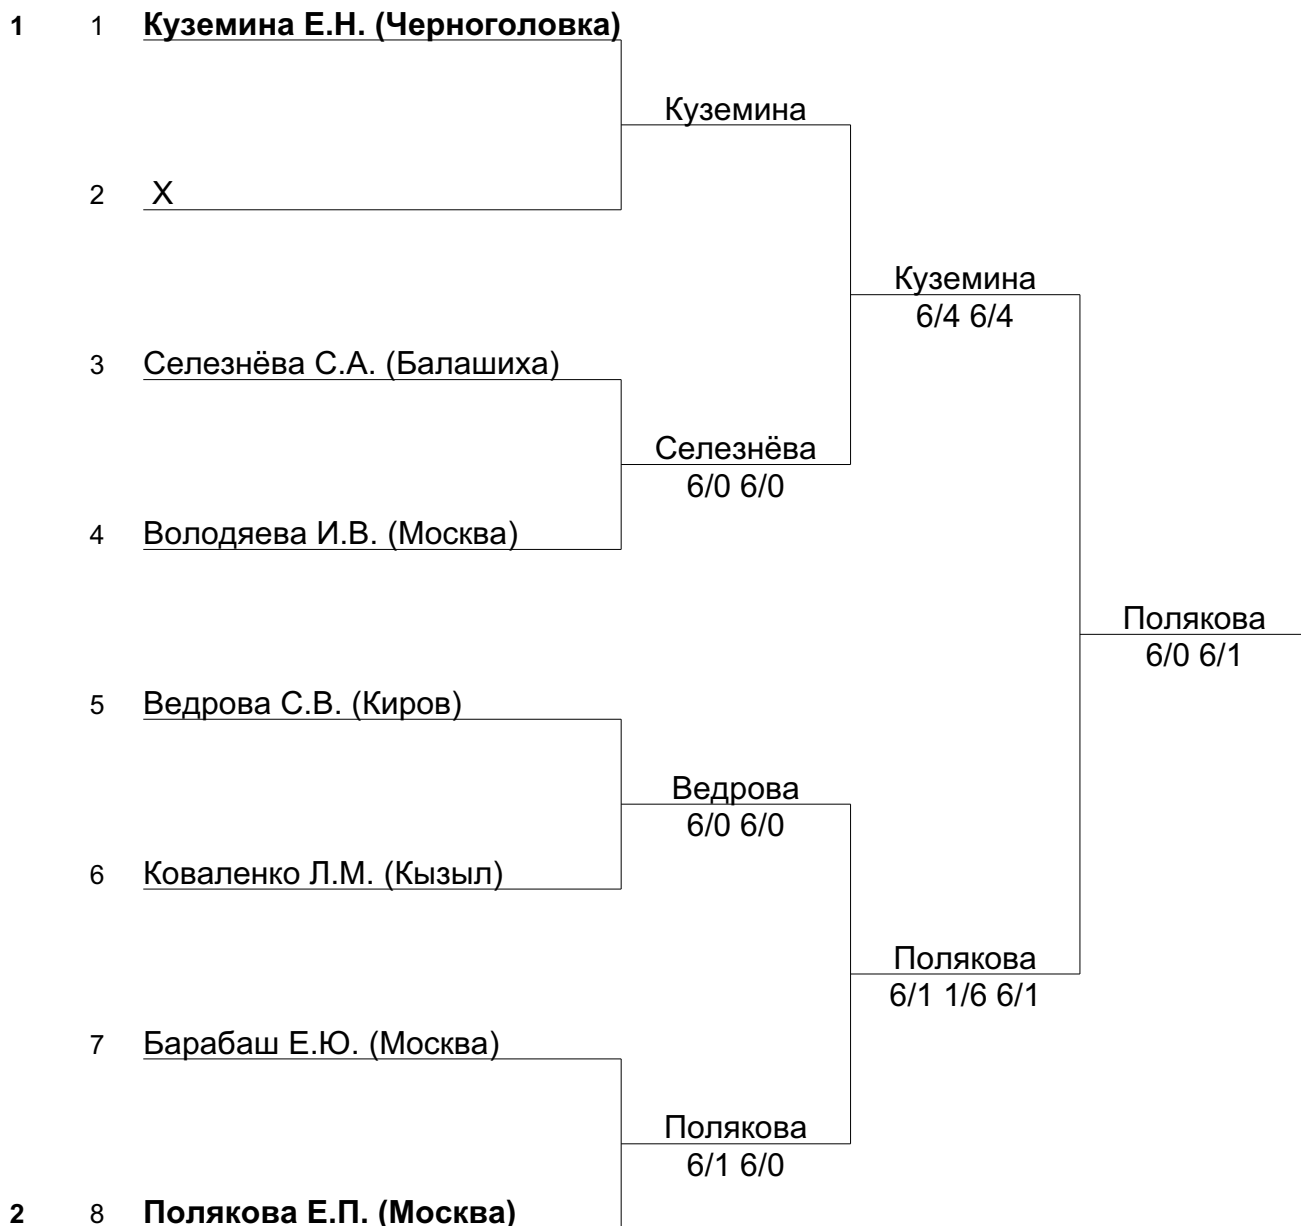 1 1 Куземина Е.Н. (Черноголовка)
Куземина
2 X
Куземина
6/4 6/4
3 Селезнёва С.А. (Балашиха)
Селезнёва
6/0 6/0
4 Володяева И.В. (Москва)
Полякова
6/0 6/1
5 Ведрова С.В. (Киров)
Ведрова
6/0 6/0
6 Коваленко Л.М. (Кызыл)
Полякова
6/1 1/6 6/1
7 Барабаш Е.Ю. (Москва)
Полякова
6/1 6/0
2 8 Полякова Е.П. (Москва)